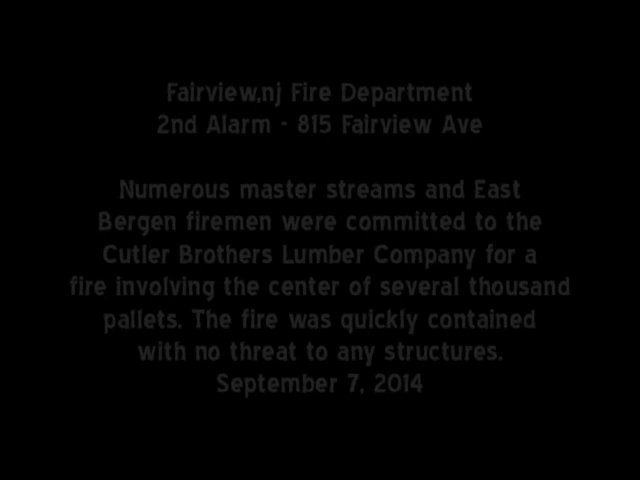 Fairview,nj Fire Department
2nd Alarm - 815 Fairview Ave
Numerous master streams and East
Bergen firemen were committed to the
Cutler Brothers Lumber Company for a
fire involving the center of several thousand
pallets. The fire was quickly contained
with no threat to any structures.
September 7, 2014